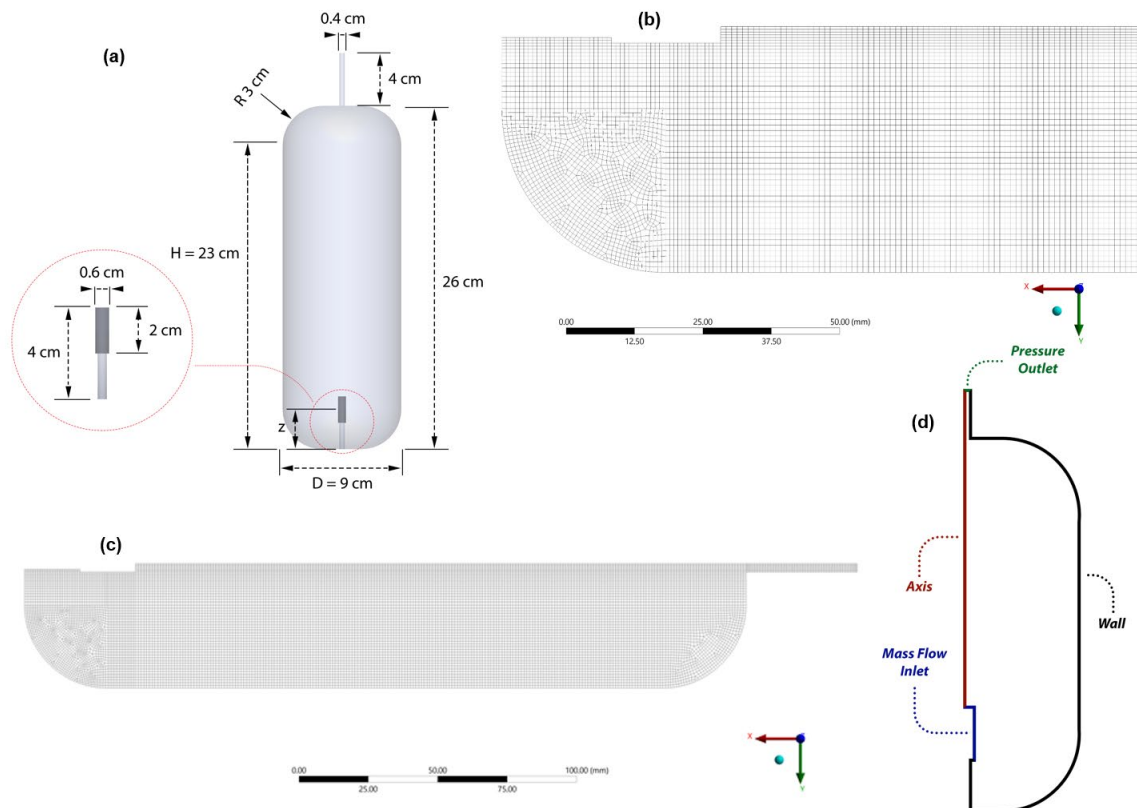 (a)
0.4 cm
4 cm
R 3 cm
H = 23 cm
26 cm
0.6 cm
4 cm
2 cm
z
D = 9 cm
(b)
0.00
25.00
50.00 (mm)
12.50
37.50
X
Z
Y
(c)
0.00
50.00
100.00 (mm)
25.00
75.00
X
Y
(d)
Pressure
Outlet
Axis
Wall
Mass Flow
Inlet